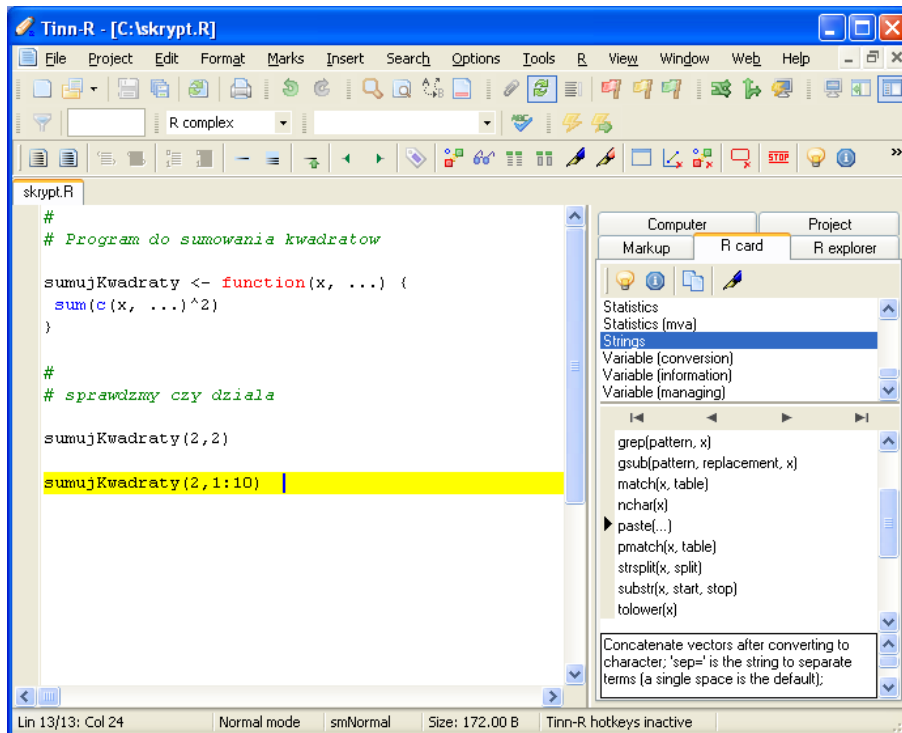 Tinn-R - [C:\skrypt.R]
File Project Edit Format Marks Insert Search Options Tools R View Window Web Help
R complex
ABC
STOP
skrypt.R
#
# Program do sumowania kwadratow
sumujKwadraty <- function(x, ...) {
sum(c(x, ...)^2)
}
#
# sprawdzmy czy dziala
sumujKwadraty(2,2)
sumujKwadraty(2,1:10)
Computer Project
Markup R card R explorer
Statistics
Statistics (mva)
Strings
Variable (conversion)
Variable (information)
Variable (managing)
grep(pattern, x)
gsub(pattern, replacement, x)
match(x, table)
nchar(x)
paste(...)
pmatch(x, table)
strsplit(x, split)
substr(x, start, stop)
tolower(x)
Concatenate vectors after converting to
character; 'sep=' is the string to separate
terms (a single space is the default);
Lin 13/13: Col 24 Normal mode smNormal Size: 172.00 B Tinn-R hotkeys inactive